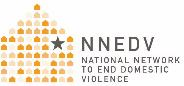 NNEDV
NATIONAL NETWORK
TO END DOMESTIC
VIOLENCE